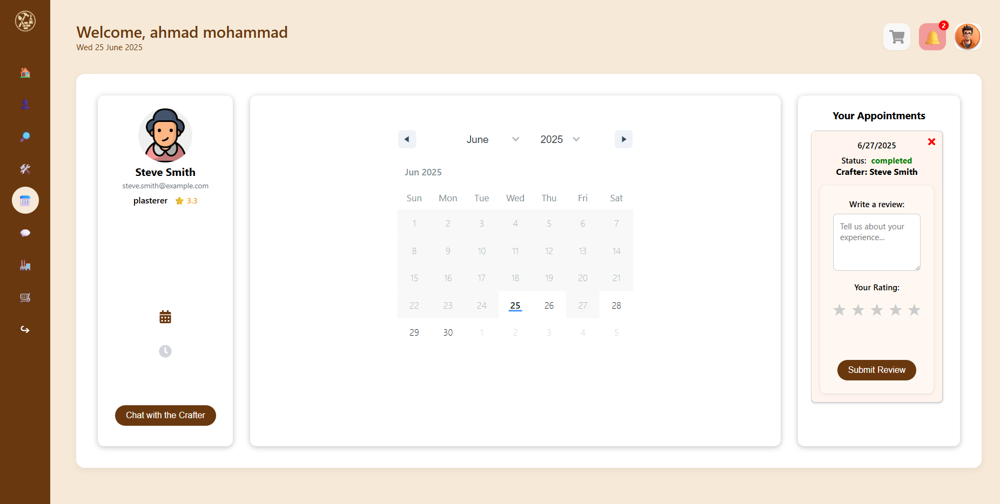 Welcome, ahmad mohammad
Wed 25 June 2025
2
Steve Smith
steve.smith@example.com
plasterer 3.3
Chat with the Crafter
June 2025
Jun 2025
Sun Mon Tue Wed Thu Fri Sat
1 2 3 4 5 6 7
8 9 10 11 12 13 14
15 16 17 18 19 20 21
22 23 24 25 26 27 28
29 30 1 2 3 4 5
Your Appointments
6/27/2025
Status: completed
Crafter: Steve Smith
Write a review:
Tell us about your
experience...
Your Rating:
Submit Review